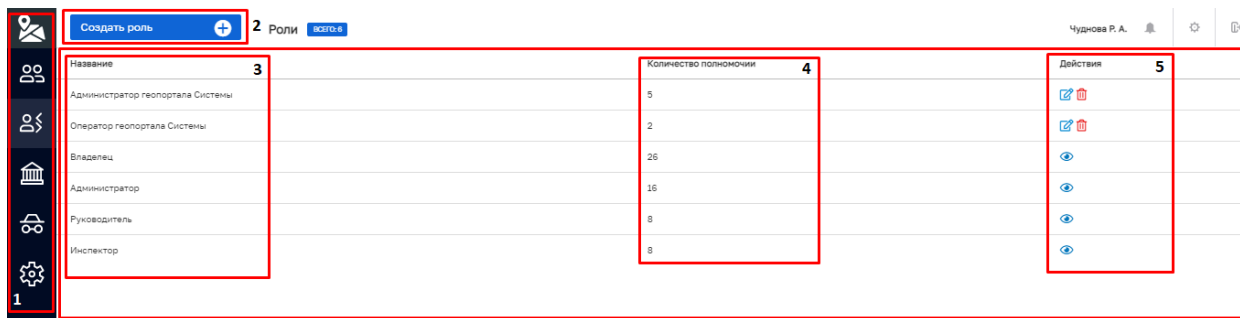 Создать роль 2 Роли ВСЕГО: 6 Чуднова Р. А.
Название 3 Количество полномочий 4 Действия 5
Администратор геопортала Системы 5
Оператор геопортала Системы 2
Владелец 26
Администратор 16
Руководитель 8
Инспектор 8
1